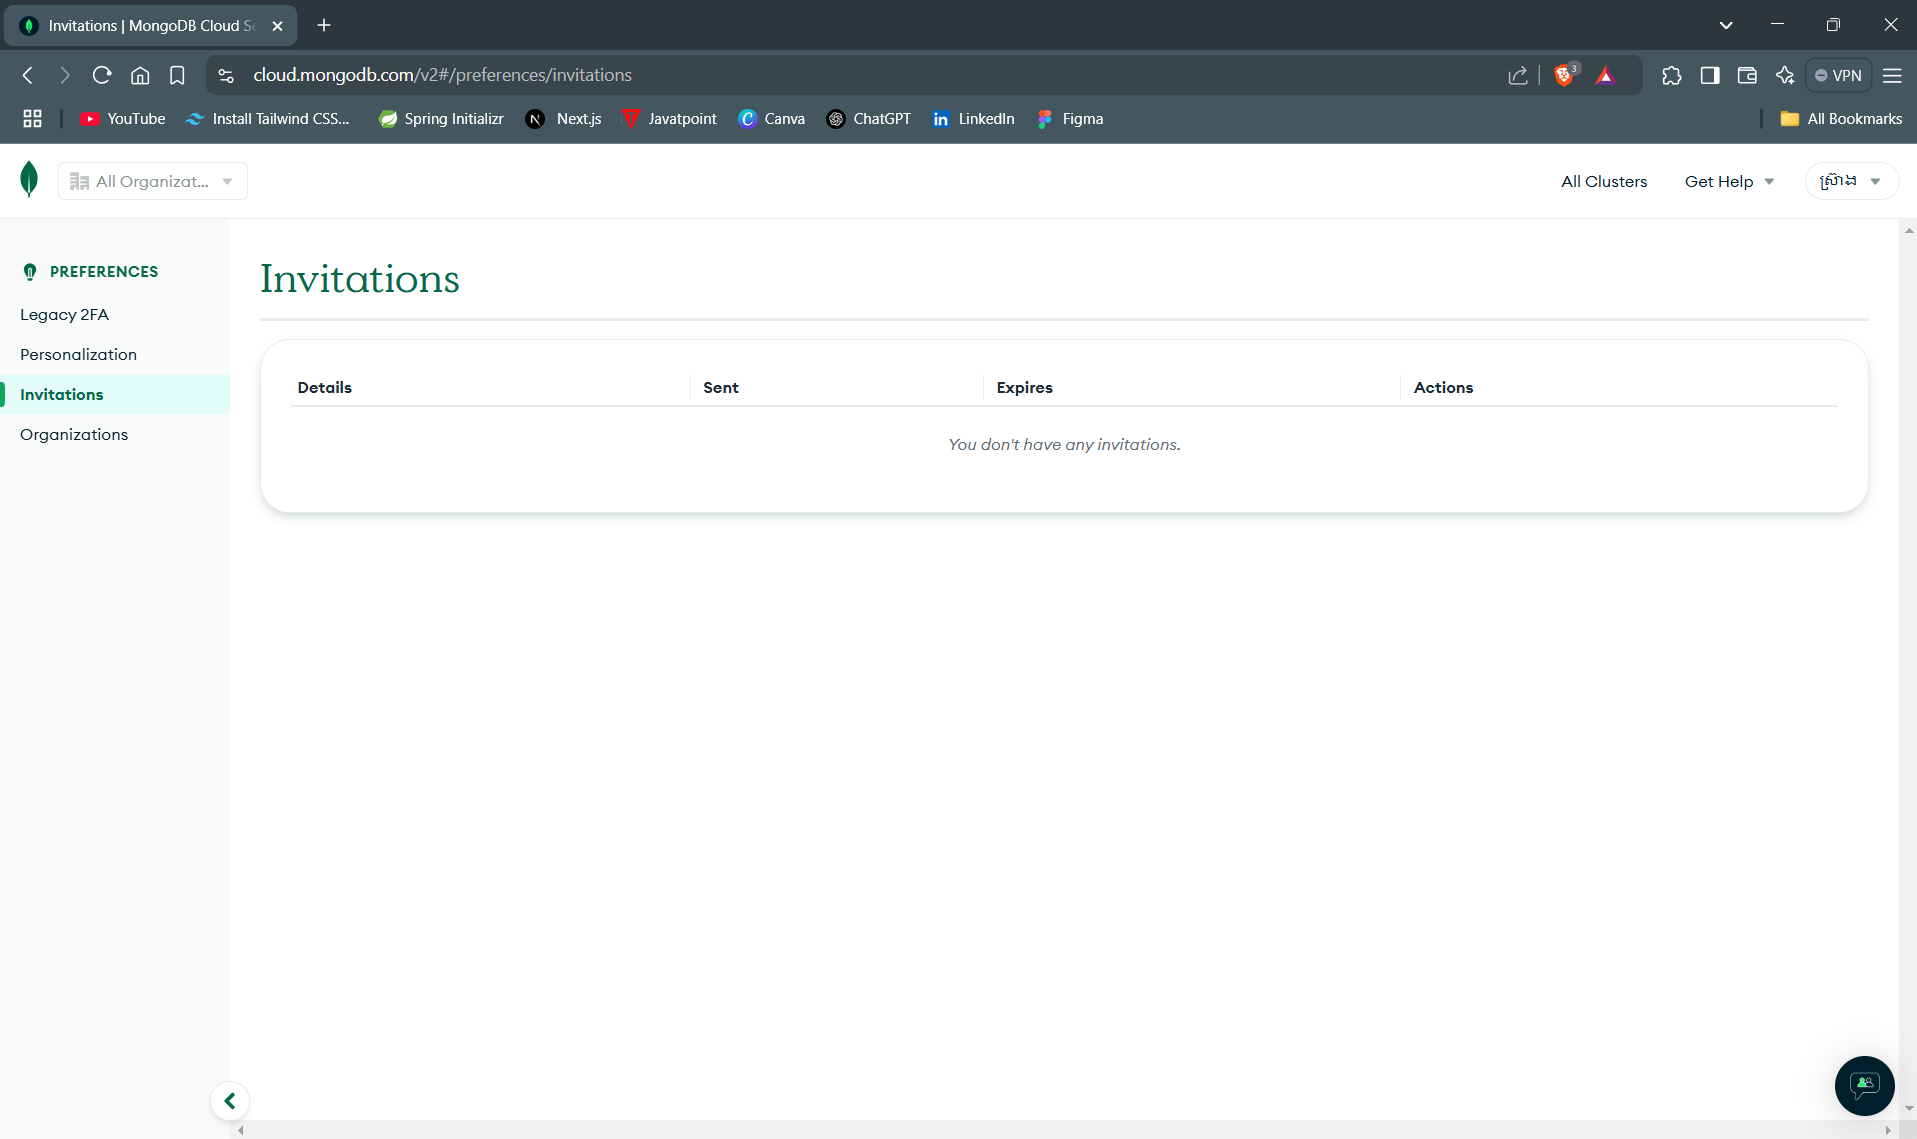 Invitations | MongoDB Cloud Se
cloud.mongodb.com/v2#/preferences/invitations
3
VPN
YouTube
Install Tailwind CSS...
Spring Initializr
Next.js
Javatpoint
Canva
ChatGPT
LinkedIn
Figma
All Bookmarks
All Organizat...
All Clusters
Get Help
ស្រ៊ាង
PREFERENCES
Legacy 2FA
Personalization
Invitations
Organizations
Invitations
Details
Sent
Expires
Actions
You don't have any invitations.